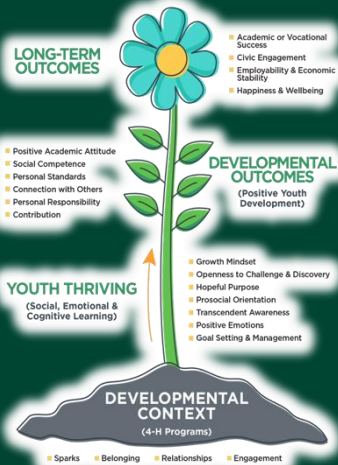 LONG-TERM
OUTCOMES
Academic or Vocational
Success
Civic Engagement
Employability & Economic
Stability
Happiness & Wellbeing
Positive Academic Attitude
Social Competence
Personal Standards
Connection with Others
Personal Responsibility
Contribution
DEVELOPMENTAL
OUTCOMES
(Positive Youth
Development)
YOUTH THRIVING
(Social, Emotional &
Cognitive Learning)
Growth Mindset
Openness to Challenge & Discovery
Hopeful Purpose
Prosocial Orientation
Transcendent Awareness
Positive Emotions
Goal Setting & Management
DEVELOPMENTAL
CONTEXT
(4-H Programs)
Sparks Belonging Relationships Engagement